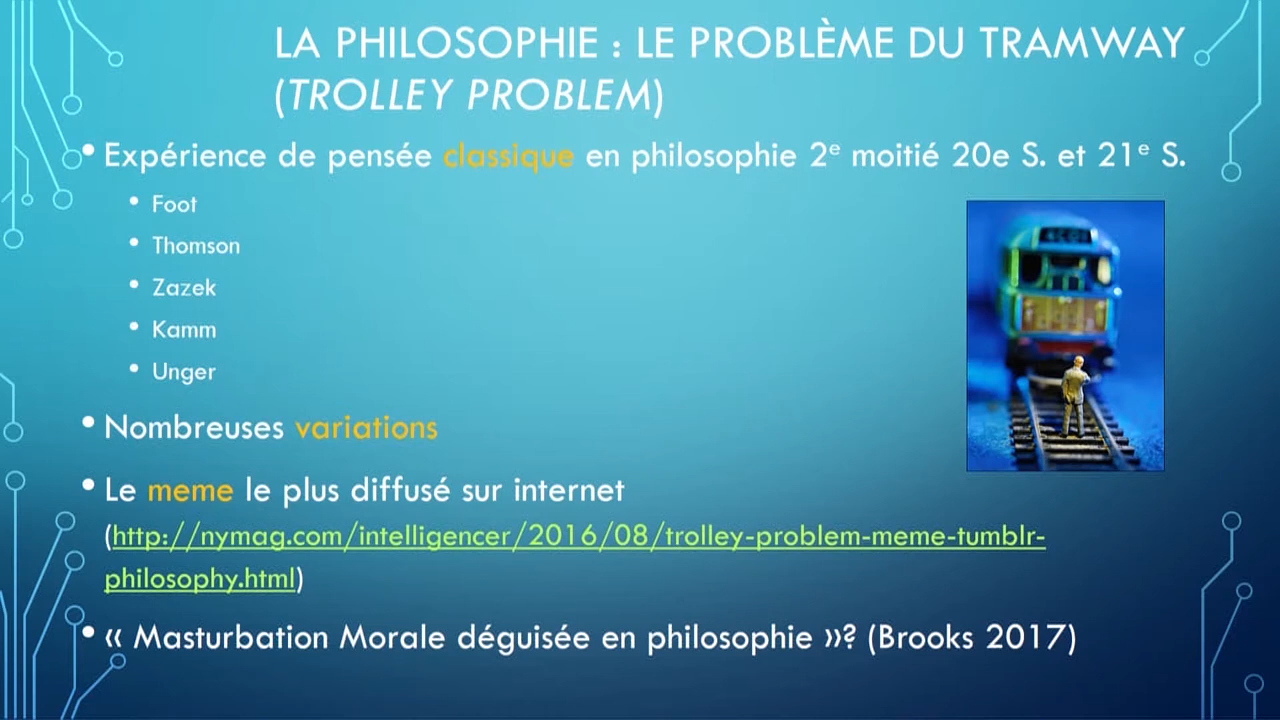 LA PHILOSOPHIE : LE PROBLÈME DU TRAMWAY
(TROLLEY PROBLEM)
• Expérience de pensée classique en philosophie 2e moitié 20e S. et 21e S.
• Foot
• Thomson
• Zazek
• Kamm
• Unger
• Nombreuses variations
• Le meme le plus diffusé sur internet
(http://nymag.com/intelligencer/2016/08/trolley-problem-meme-tumblr-
philosophy.html)
• « Masturbation Morale déguisée en philosophie »? (Brooks 2017)